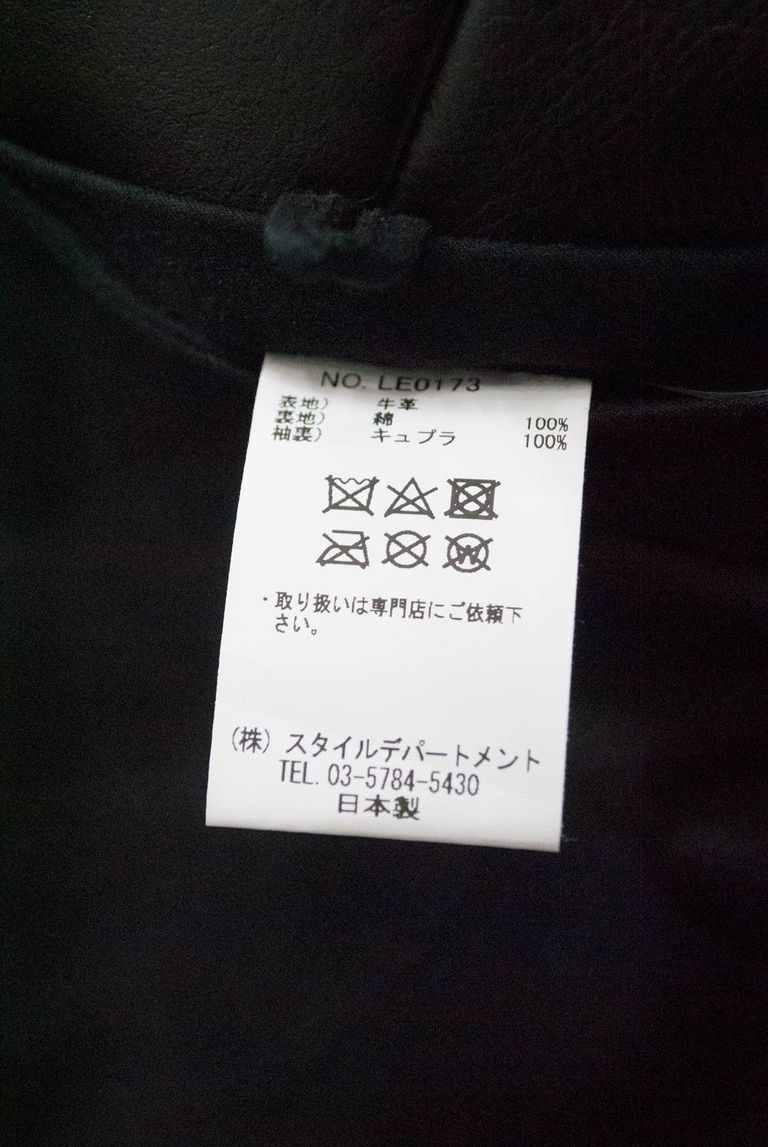 NO. LE0173
表地) 牛革
裏地) 綿 100%
袖裏) キュプラ 100%
W
・取り扱いは専門店にご依頼下
さい。
(株) スタイルデパートメント
TEL. 03-5784-5430
日本製